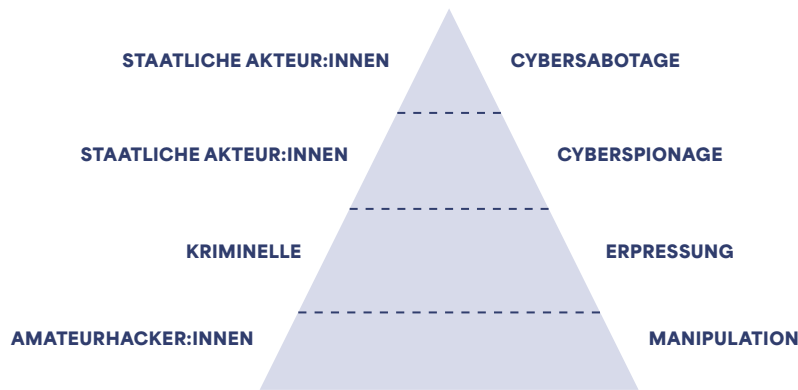 STAATLICHE AKTEUR:INNEN
CYBERSABOTAGE
STAATLICHE AKTEUR:INNEN
CYBERSPIONAGE
KRIMINELLE
ERPRESSUNG
AMATEURHACKER:INNEN
MANIPULATION